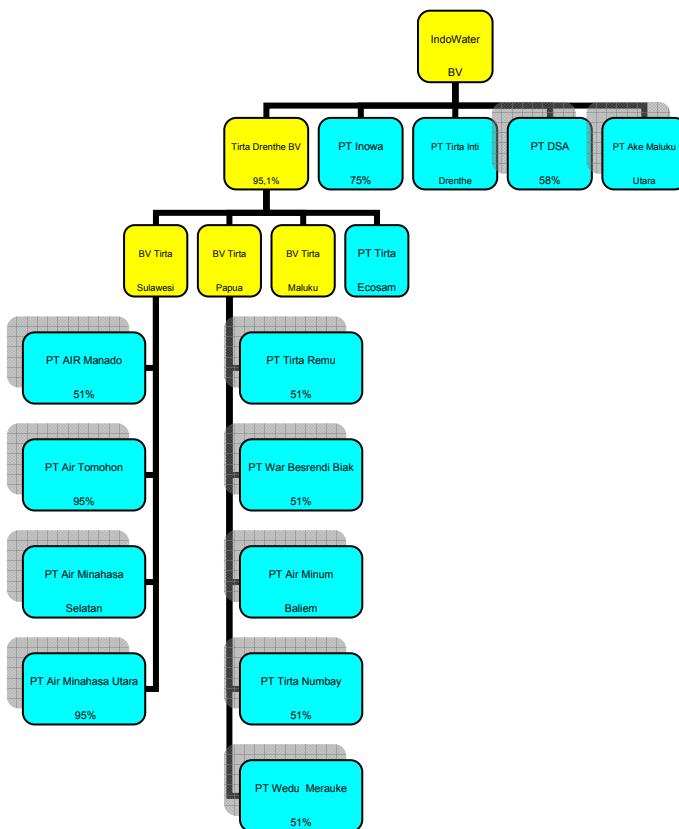 IndoWater
BV
Tirta Drenthe BV
95,1%
PT Inowa
75%
PT Tirta Inti
Drenthe
PT DSA
58%
PT Ake Maluku
Utara
BV Tirta
Sulawesi
BV Tirta
Papua
BV Tirta
Maluku
PT Tirta
Ecosam
PT AIR Manado
51%
PT Air Tomohon
95%
PT Air Minahasa
Selatan
PT Air Minahasa Utara
95%
PT Tirta Remu
51%
PT War Besrendi Biak
51%
PT Air Minum
Baliem
PT Tirta Numbay
51%
PT Wedu Merauke
51%